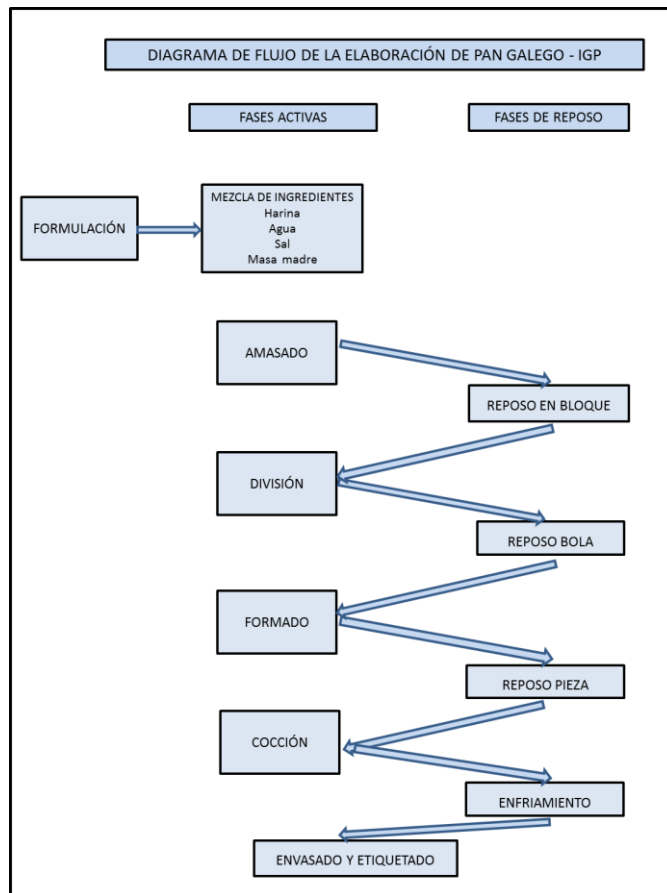 DIAGRAMA DE FLUJO DE LA ELABORACIÓN DE PAN GALEGO - IGP
FASES ACTIVAS
FASES DE REPOSO
FORMULACIÓN
MEZCLA DE INGREDIENTES
Harina
Agua
Sal
Masa madre
AMASADO
REPOSO EN BLOQUE
DIVISIÓN
REPOSO BOLA
FORMADO
REPOSO PIEZA
COCCIÓN
ENFRIAMIENTO
ENVASADO Y ETIQUETADO